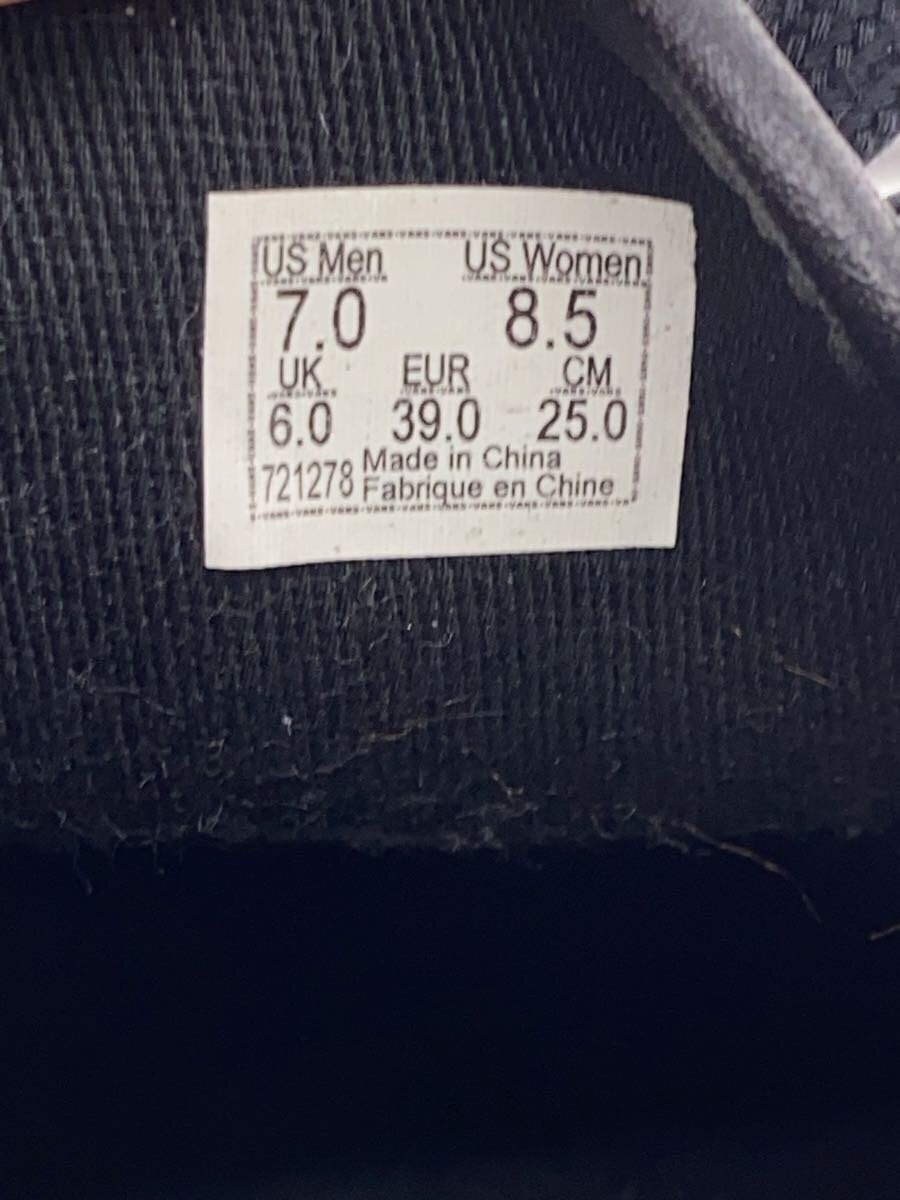 US Men US Women
7.0 8.5
UK EUR CM
6.0 39.0 25.0
721278 Made in China
Fabrique en Chine